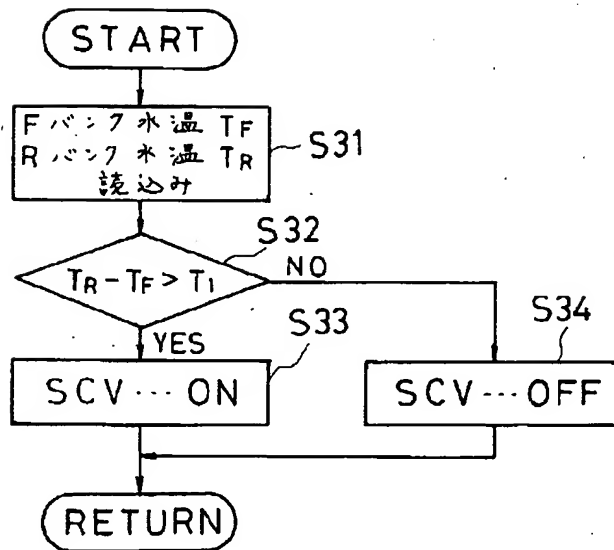 START
Fバンク水温 TF
Rバンク水温 TR
読込み
S31
S32
TR-TF>T1
NO
YES
S33
S34
SCV…ON
SCV…OFF
RETURN